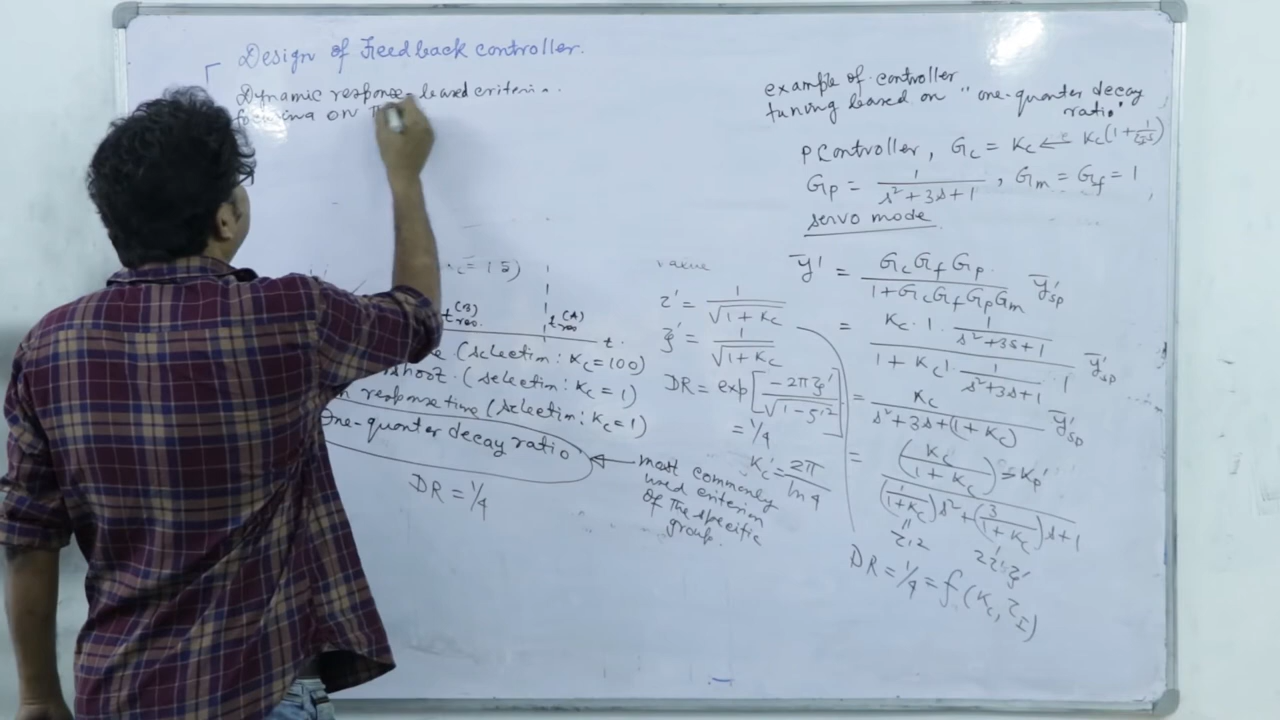 Design of Feedback controller.
Dynamic response-based criteria.
on
= 1.5)
t_res^(B)
t_res^(A)
t.
(selection: Kc = 100)
shoot. (selection: Kc = 1)
response time (selection: Kc = 1)
One-quarter decay ratio
DR = 1/4
most commonly
used criterion
of the specific
group.
value
τ' = 1/√(1 + Kc)
ξ' = 1/√(1 + Kc)
DR = exp[-2πξ'/√(1 - ξ'²)]
= 1/4
Kc' = 2π/ln 4
example of controller
tuning based on "one-quarter decay
ratio"
P Controller, Gc = Kc ← Kc(1 + 1/(τI s))
Gp = 1/(s² + 3s + 1), Gm = Gf = 1
servo mode
ȳ' = Gc Gf Gp / (1 + Gc Gf Gp Gm) ȳ'sp
= Kc · 1 · 1/(s² + 3s + 1) / (1 + Kc · 1 · 1/(s² + 3s + 1) · 1) ȳ'sp
= Kc/(s² + 3s + (1 + Kc)) ȳ'sp
= (Kc/(1 + Kc)) = Kp' / ((1/(1 + Kc))s² + (3/(1 + Kc))s + 1)
τ'² 2τ'ξ'
DR = 1/4 = f(Kc, τI)